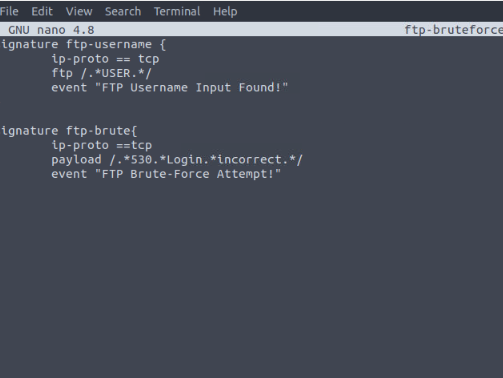 File Edit View Search Terminal Help
GNU nano 4.8 ftp-bruteforce
ignature ftp-username {
ip-proto == tcp
ftp /.*USER.*/
event "FTP Username Input Found!"
ignature ftp-brute{
ip-proto ==tcp
payload /.*530.*Login.*incorrect.*/
event "FTP Brute-Force Attempt!"